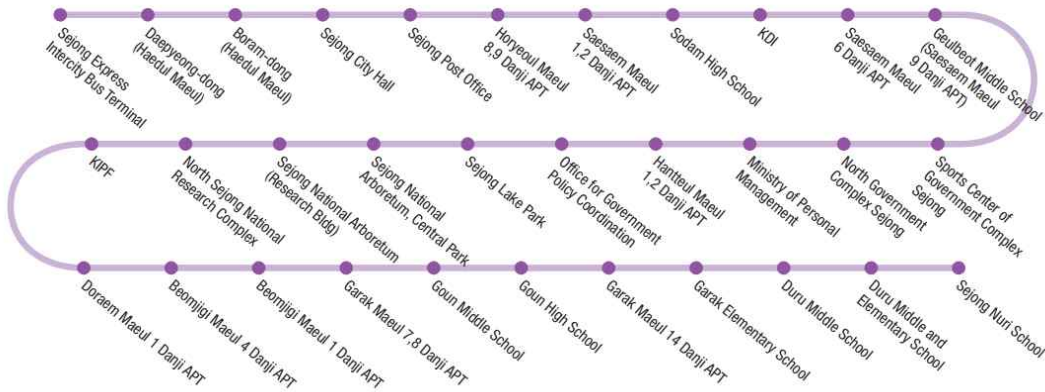 Sejong Express
Intercity Bus Terminal
Daepyeong-dong
(Haedul Maeul)
Boram-dong
(Haedul Maeul)
Sejong City Hall
Sejong Post Office
Horyeoul Maeul
8,9 Danji APT
Saesaem Maeul
1,2 Danji APT
Sodam High School
KDI
Saesaem Maeul
6 Danji APT
Geulbeot Middle School
(Saesaem Maeul
9 Danji APT)
KIPF
North Sejong National
Research Complex
Sejong National Arboretum
(Research Bldg)
Sejong National
Arboretum, Central Park
Sejong Lake Park
Office for Government
Policy Coordination
Hantteul Maeul
1,2 Danji APT
Ministry of Personal
Management
North Government
Complex Sejong
Sports Center of
Government Complex
Sejong
Doraem Maeul 1 Danji APT
Beomjigi Maeul 4 Danji APT
Beomjigi Maeul 1 Danji APT
Garak Maeul 7,8 Danji APT
Goun Middle School
Goun High School
Garak Maeul 14 Danji APT
Garak Elementary School
Duru Middle School
Duru Middle and
Elementary School
Sejong Nuri School